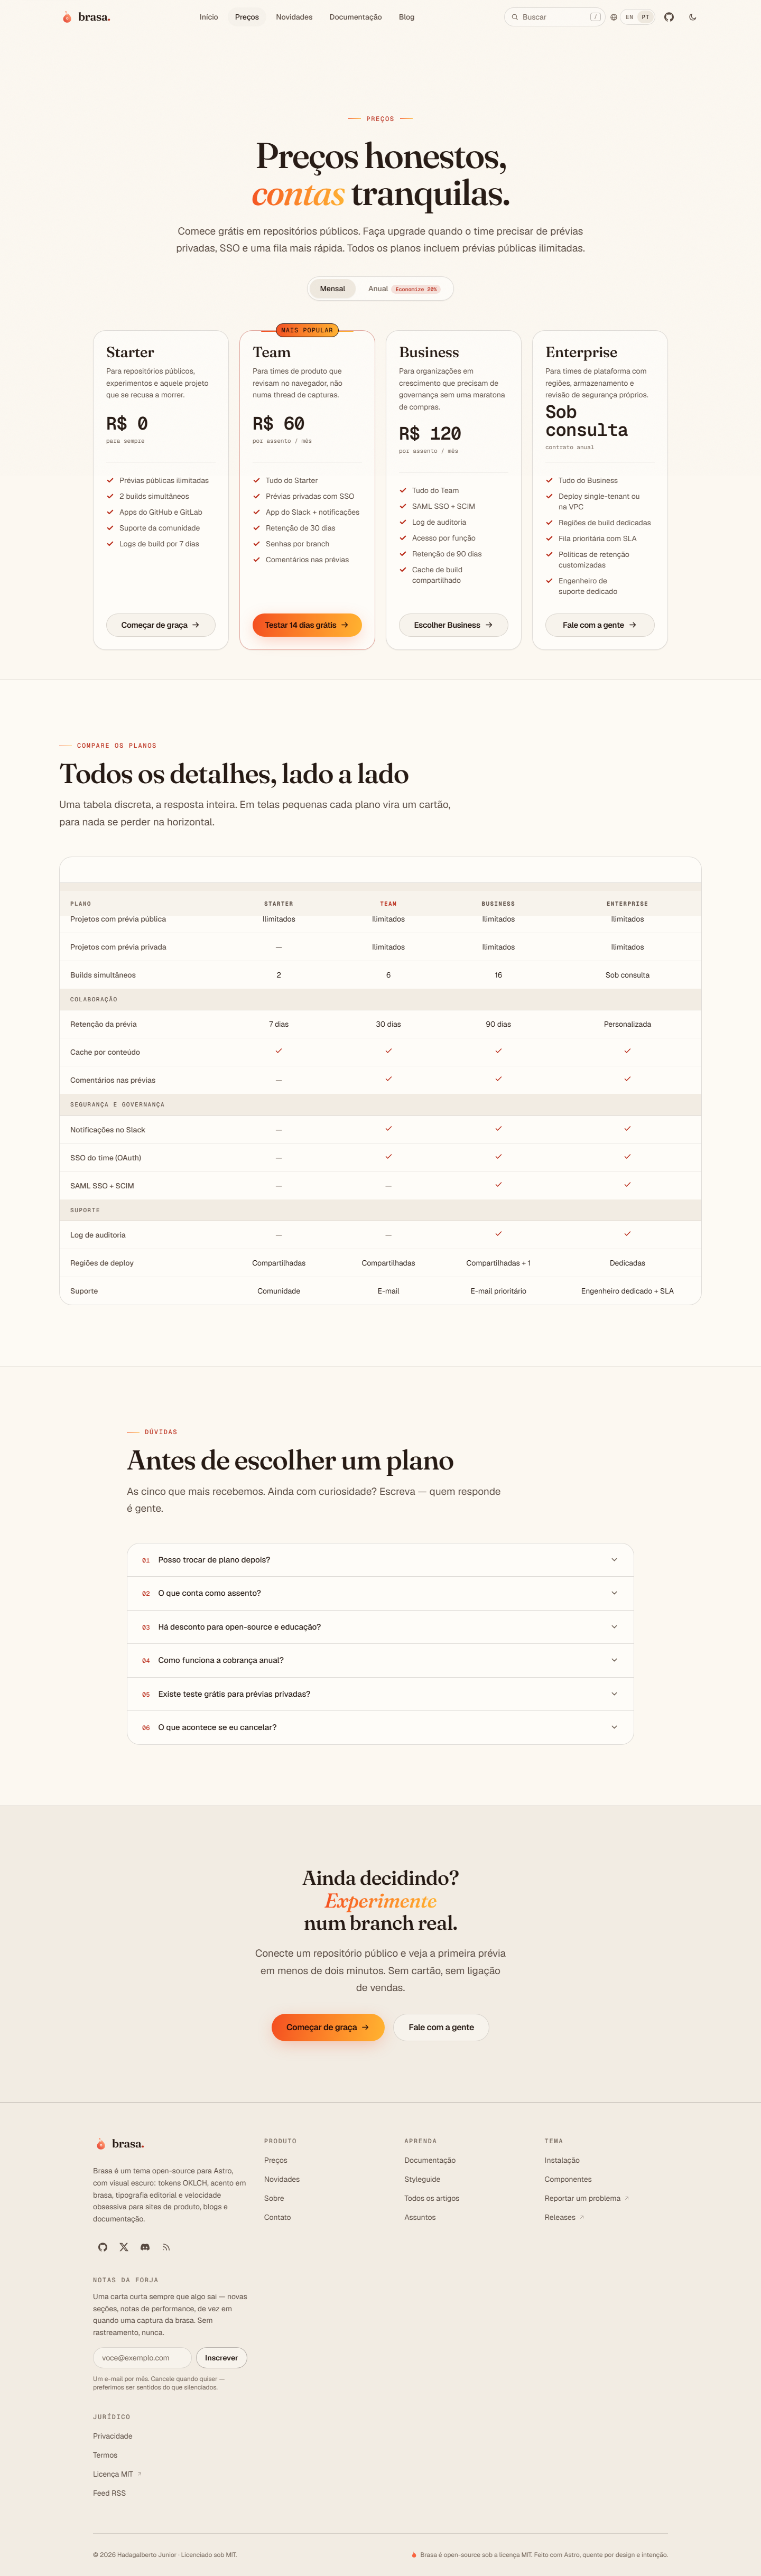 brasa.
Início Preços Novidades Documentação Blog
Buscar / EN PT
PREÇOS
Preços honestos,
contas tranquilas.
Comece grátis em repositórios públicos. Faça upgrade quando o time precisar de prévias
privadas, SSO e uma fila mais rápida. Todos os planos incluem prévias públicas ilimitadas.
Mensal Anual Economize 20%
Starter
Para repositórios públicos,
experimentos e aquele projeto
que se recusa a morrer.
R$ 0
para sempre
Prévias públicas ilimitadas
2 builds simultâneos
Apps do GitHub e GitLab
Suporte da comunidade
Logs de build por 7 dias
Começar de graça
MAIS POPULAR
Team
Para times de produto que
revisam no navegador, não
numa thread de capturas.
R$ 60
por assento / mês
Tudo do Starter
Prévias privadas com SSO
App do Slack + notificações
Retenção de 30 dias
Senhas por branch
Comentários nas prévias
Testar 14 dias grátis
Business
Para organizações em
crescimento que precisam de
governança sem uma maratona
de compras.
R$ 120
por assento / mês
Tudo do Team
SAML SSO + SCIM
Log de auditoria
Acesso por função
Retenção de 90 dias
Cache de build
compartilhado
Escolher Business
Enterprise
Para times de plataforma com
regiões, armazenamento e
revisão de segurança próprios.
Sob
consulta
contrato anual
Tudo do Business
Deploy single-tenant ou
na VPC
Regiões de build dedicadas
Fila prioritária com SLA
Políticas de retenção
customizadas
Engenheiro de
suporte dedicado
Fale com a gente
COMPARE OS PLANOS
Todos os detalhes, lado a lado
Uma tabela discreta, a resposta inteira. Em telas pequenas cada plano vira um cartão,
para nada se perder na horizontal.
PLANO STARTER TEAM BUSINESS ENTERPRISE
Projetos com prévia pública Ilimitados Ilimitados Ilimitados Ilimitados
Projetos com prévia privada — Ilimitados Ilimitados Ilimitados
Builds simultâneos 2 6 16 Sob consulta
COLABORAÇÃO
Retenção da prévia 7 dias 30 dias 90 dias Personalizada
Cache por conteúdo
Comentários nas prévias —
SEGURANÇA E GOVERNANÇA
Notificações no Slack —
SSO do time (OAuth) —
SAML SSO + SCIM — —
SUPORTE
Log de auditoria — —
Regiões de deploy Compartilhadas Compartilhadas Compartilhadas + 1 Dedicadas
Suporte Comunidade E-mail E-mail prioritário Engenheiro dedicado + SLA
DÚVIDAS
Antes de escolher um plano
As cinco que mais recebemos. Ainda com curiosidade? Escreva — quem responde
é gente.
01 Posso trocar de plano depois?
02 O que conta como assento?
03 Há desconto para open-source e educação?
04 Como funciona a cobrança anual?
05 Existe teste grátis para prévias privadas?
06 O que acontece se eu cancelar?
Ainda decidindo?
Experimente
num branch real.
Conecte um repositório público e veja a primeira prévia
em menos de dois minutos. Sem cartão, sem ligação
de vendas.
Começar de graça Fale com a gente
brasa.
Brasa é um tema open-source para Astro,
com visual escuro: tokens OKLCH, acento em
brasa, tipografia editorial e velocidade
obsessiva para sites de produto, blogs e
documentação.
PRODUTO
Preços
Novidades
Sobre
Contato
APRENDA
Documentação
Styleguide
Todos os artigos
Assuntos
TEMA
Instalação
Componentes
Reportar um problema
Releases
NOTAS DA FORJA
Uma carta curta sempre que algo sai — novas
seções, notas de performance, de vez em
quando uma captura da brasa. Sem
rastreamento, nunca.
voce@exemplo.com Inscrever
Um e-mail por mês. Cancele quando quiser —
preferimos ser sentidos do que silenciados.
JURÍDICO
Privacidade
Termos
Licença MIT
Feed RSS
© 2026 Hadagalberto Junior · Licenciado sob MIT.
Brasa é open-source sob a licença MIT. Feito com Astro, quente por design e intenção.